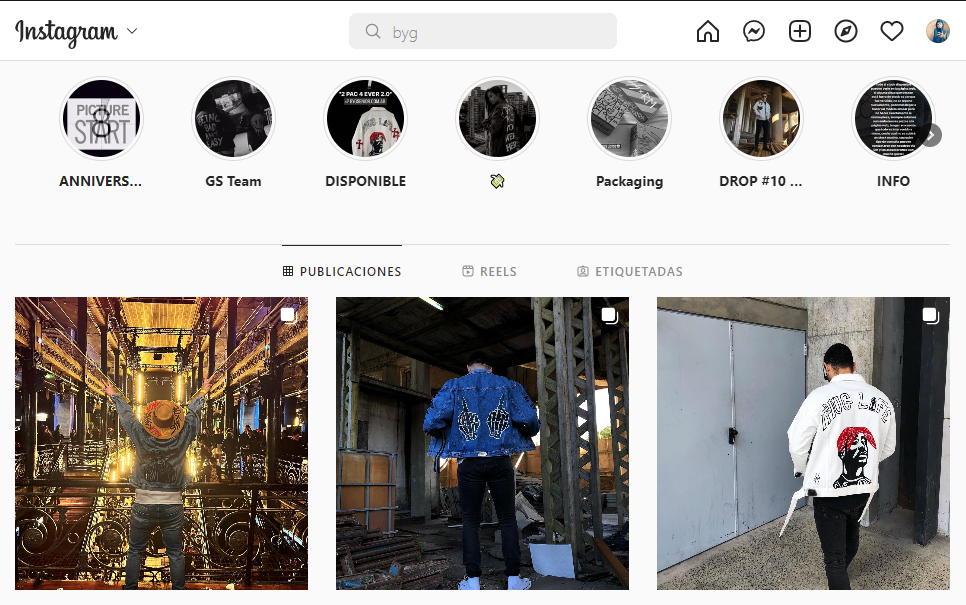 Instagram
byg
PICTURE
START
8
"2 PAC 4 EVER 2.0"
ANNIVERS...
GS Team
DISPONIBLE
Packaging
DROP #10 ...
INFO
PUBLICACIONES
REELS
ETIQUETADAS
THUG LIFE